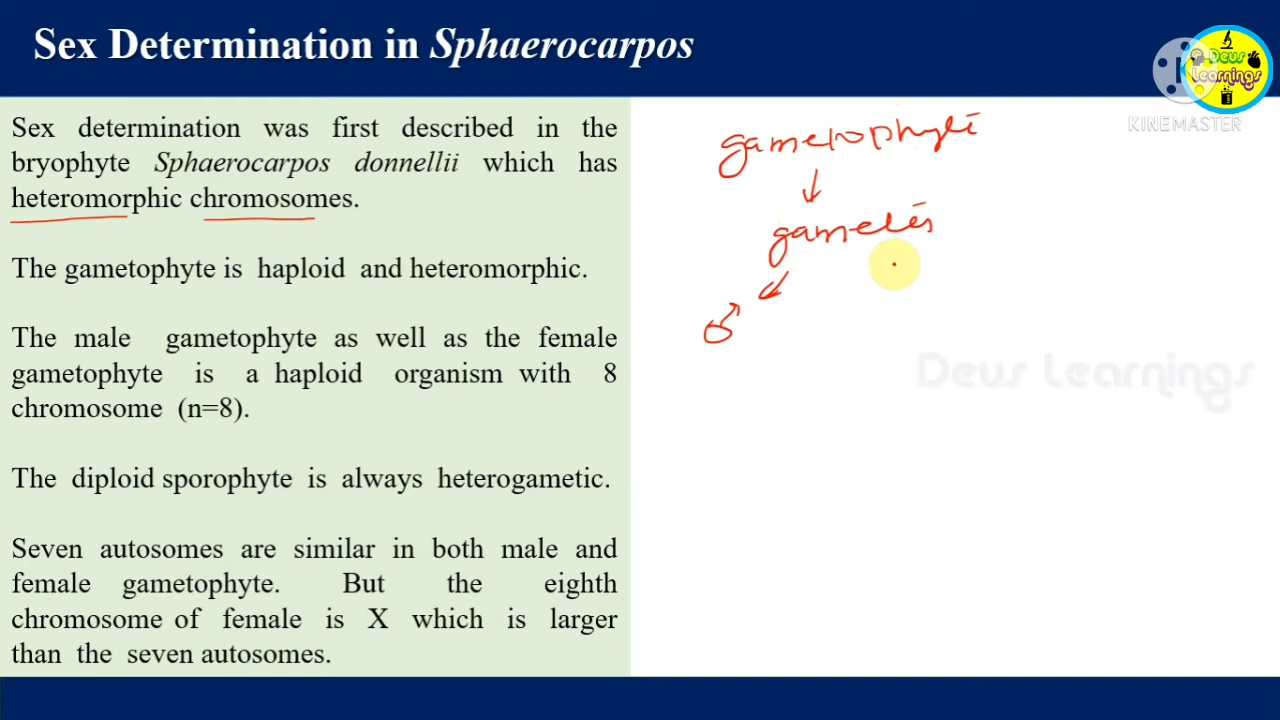 Sex Determination in Sphaerocarpos
Deus
Learnings
KINEMASTER
Sex determination was first described in the
bryophyte Sphaerocarpos donnellii which has
heteromorphic chromosomes.
The gametophyte is haploid and heteromorphic.
The male gametophyte as well as the female
gametophyte is a haploid organism with 8
chromosome (n=8).
The diploid sporophyte is always heterogametic.
Seven autosomes are similar in both male and
female gametophyte. But the eighth
chromosome of female is X which is larger
than the seven autosomes.
gametophyte
↓
gametes
↙
♂
Deus Learnings